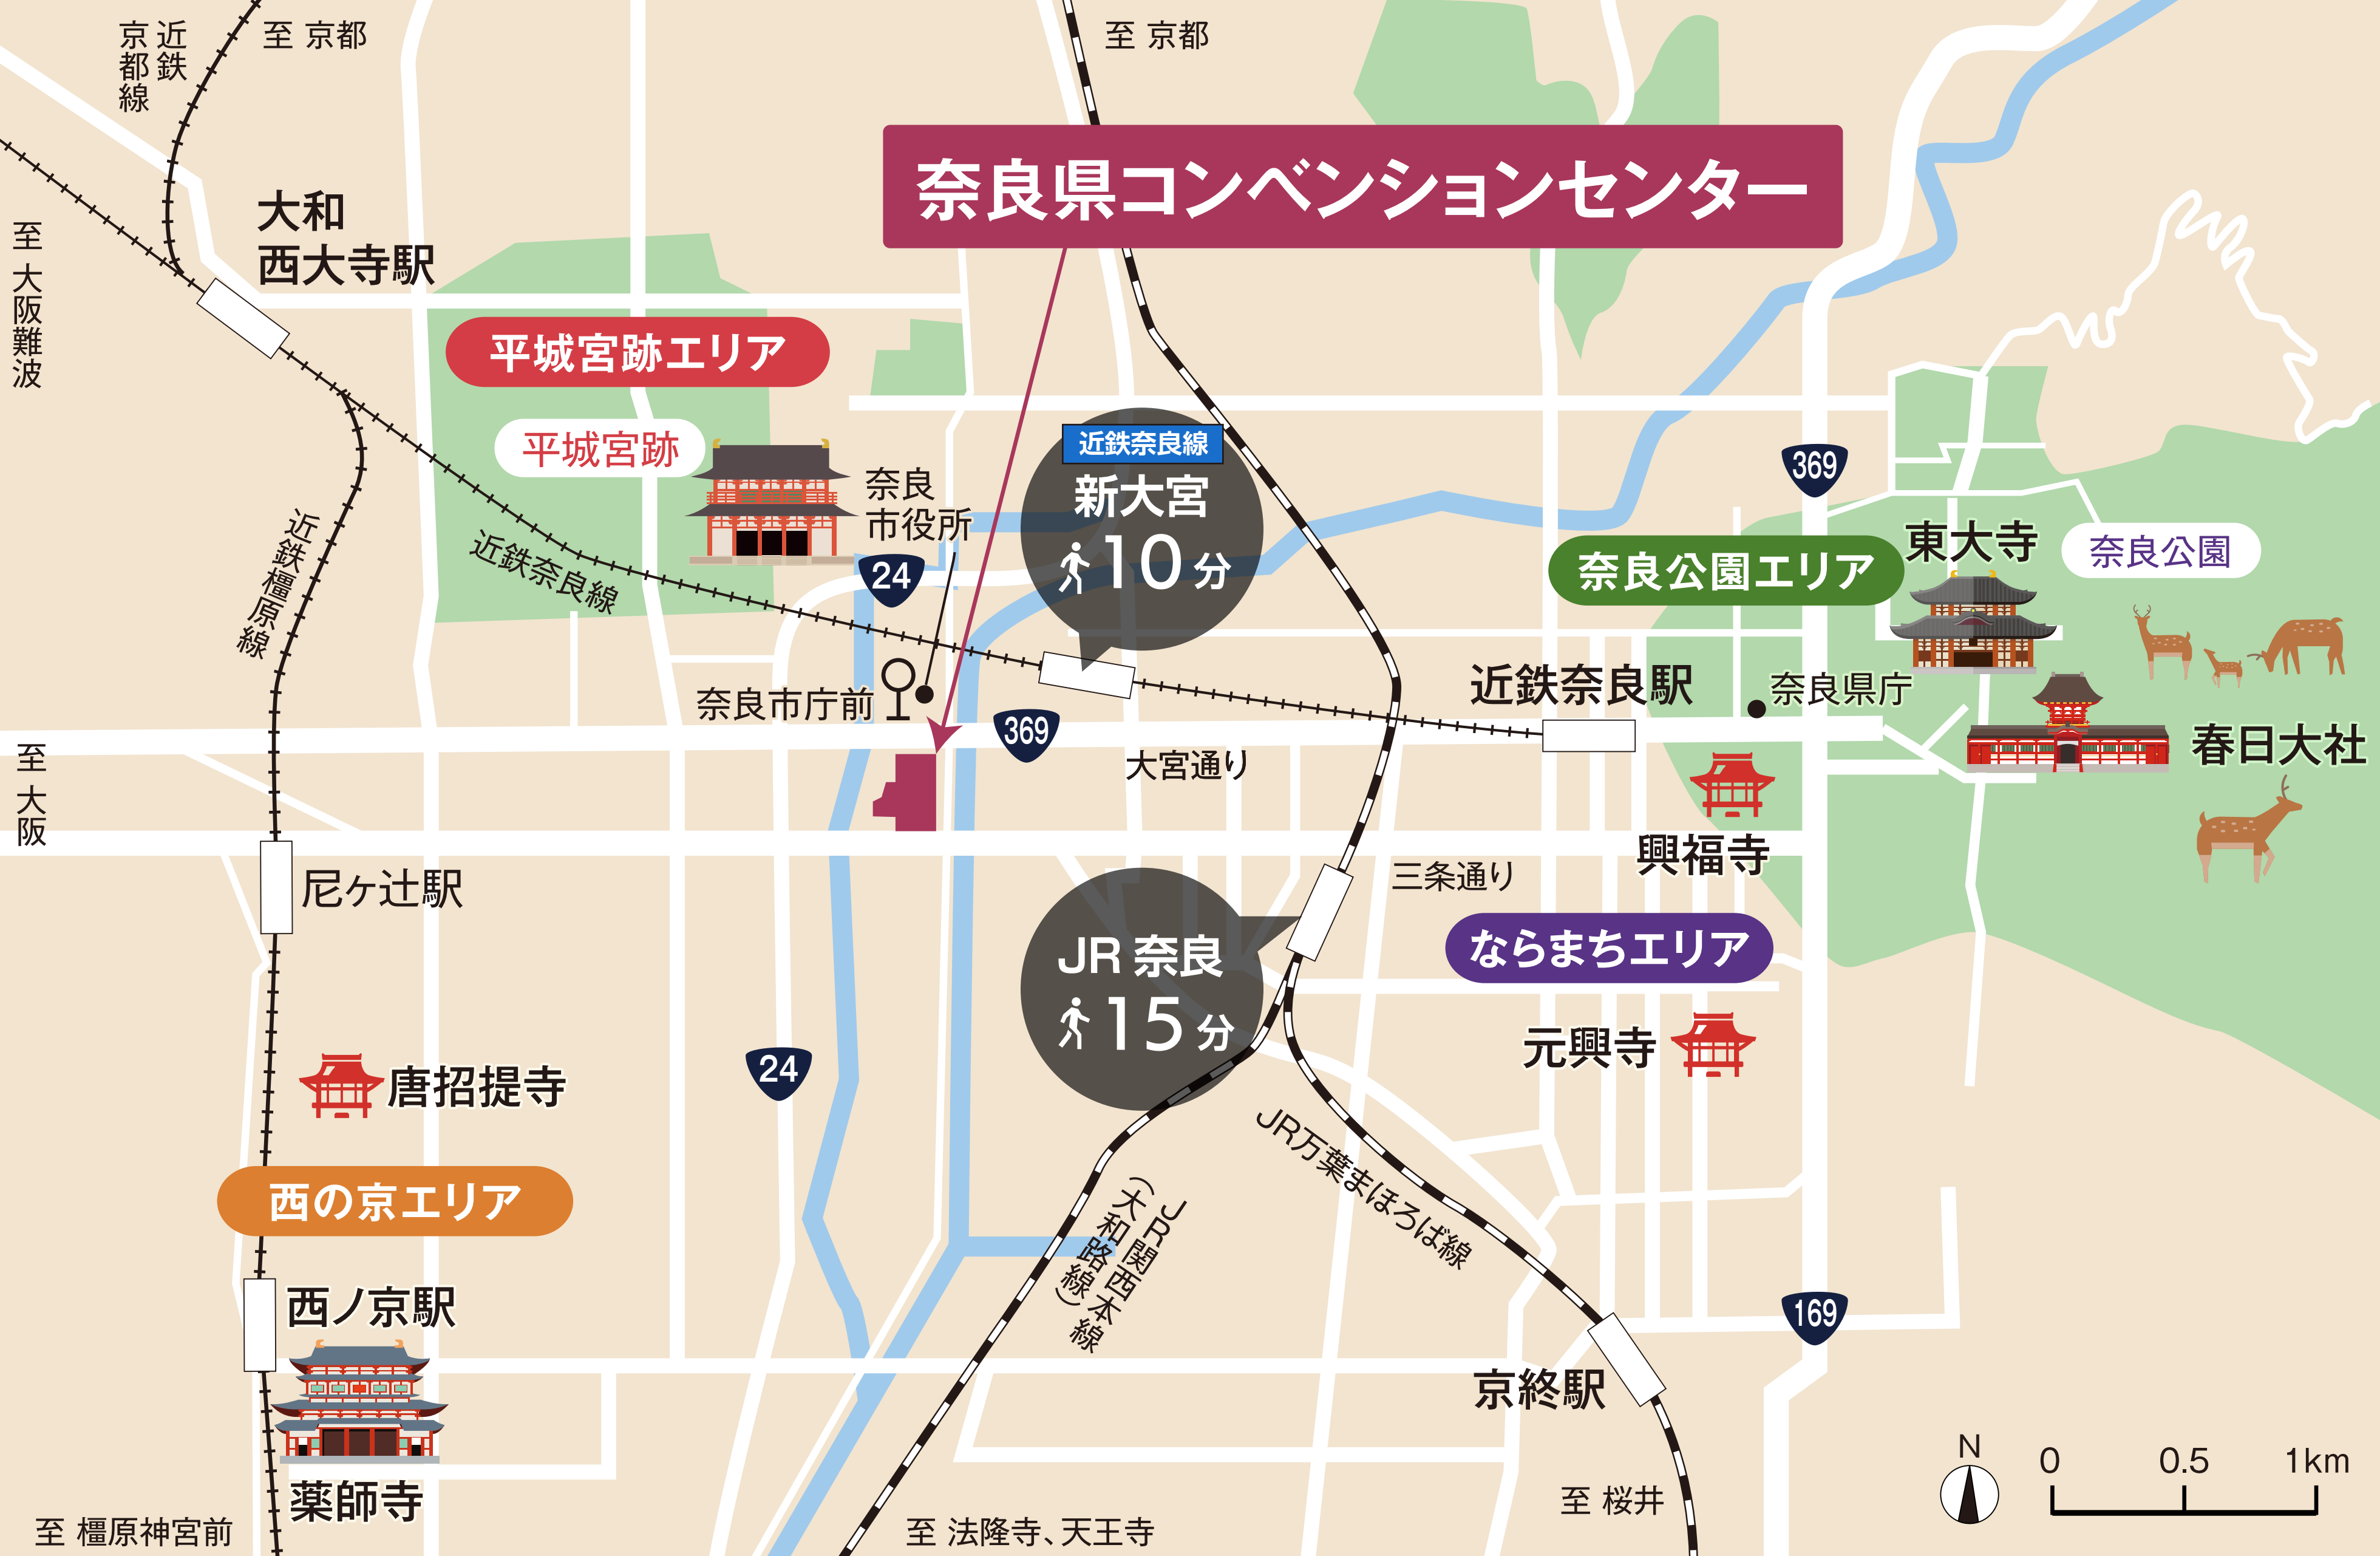 近鉄
京都線
至 京都
至 京都
奈良県コンベンションセンター
大和
西大寺駅
至 大阪難波
平城宮跡エリア
平城宮跡
近鉄奈良線
新大宮
10分
奈良
市役所
24
369
近鉄橿原線
近鉄奈良線
奈良公園エリア
東大寺
奈良公園
奈良市庁前
369
大宮通り
近鉄奈良駅
奈良県庁
春日大社
至 大阪
興福寺
尼ヶ辻駅
三条通り
JR 奈良
15分
ならまちエリア
元興寺
24
唐招提寺
JR万葉まほろば線
西の京エリア
JR関西本線
(大和路線)
西ノ京駅
169
京終駅
薬師寺
至 橿原神宮前
至 法隆寺、天王寺
至 桜井
N
0 0.5 1km